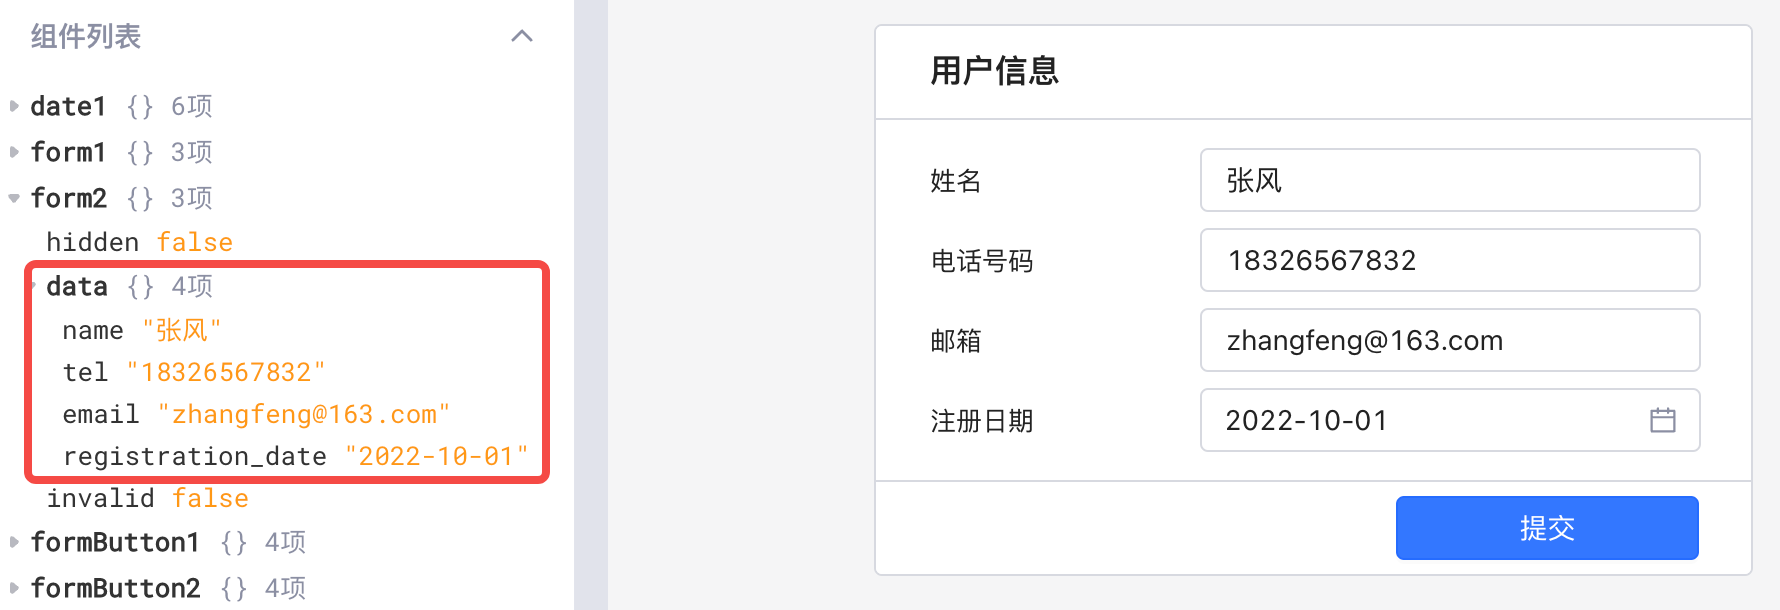 组件列表
date1 {} 6项
form1 {} 3项
form2 {} 3项
hidden false
data {} 4项
name "张风"
tel "18326567832"
email "zhangfeng@163.com"
registration_date "2022-10-01"
invalid false
formButton1 {} 4项
formButton2 {} 4项
用户信息
姓名 张风
电话号码 18326567832
邮箱 zhangfeng@163.com
注册日期 2022-10-01
提交